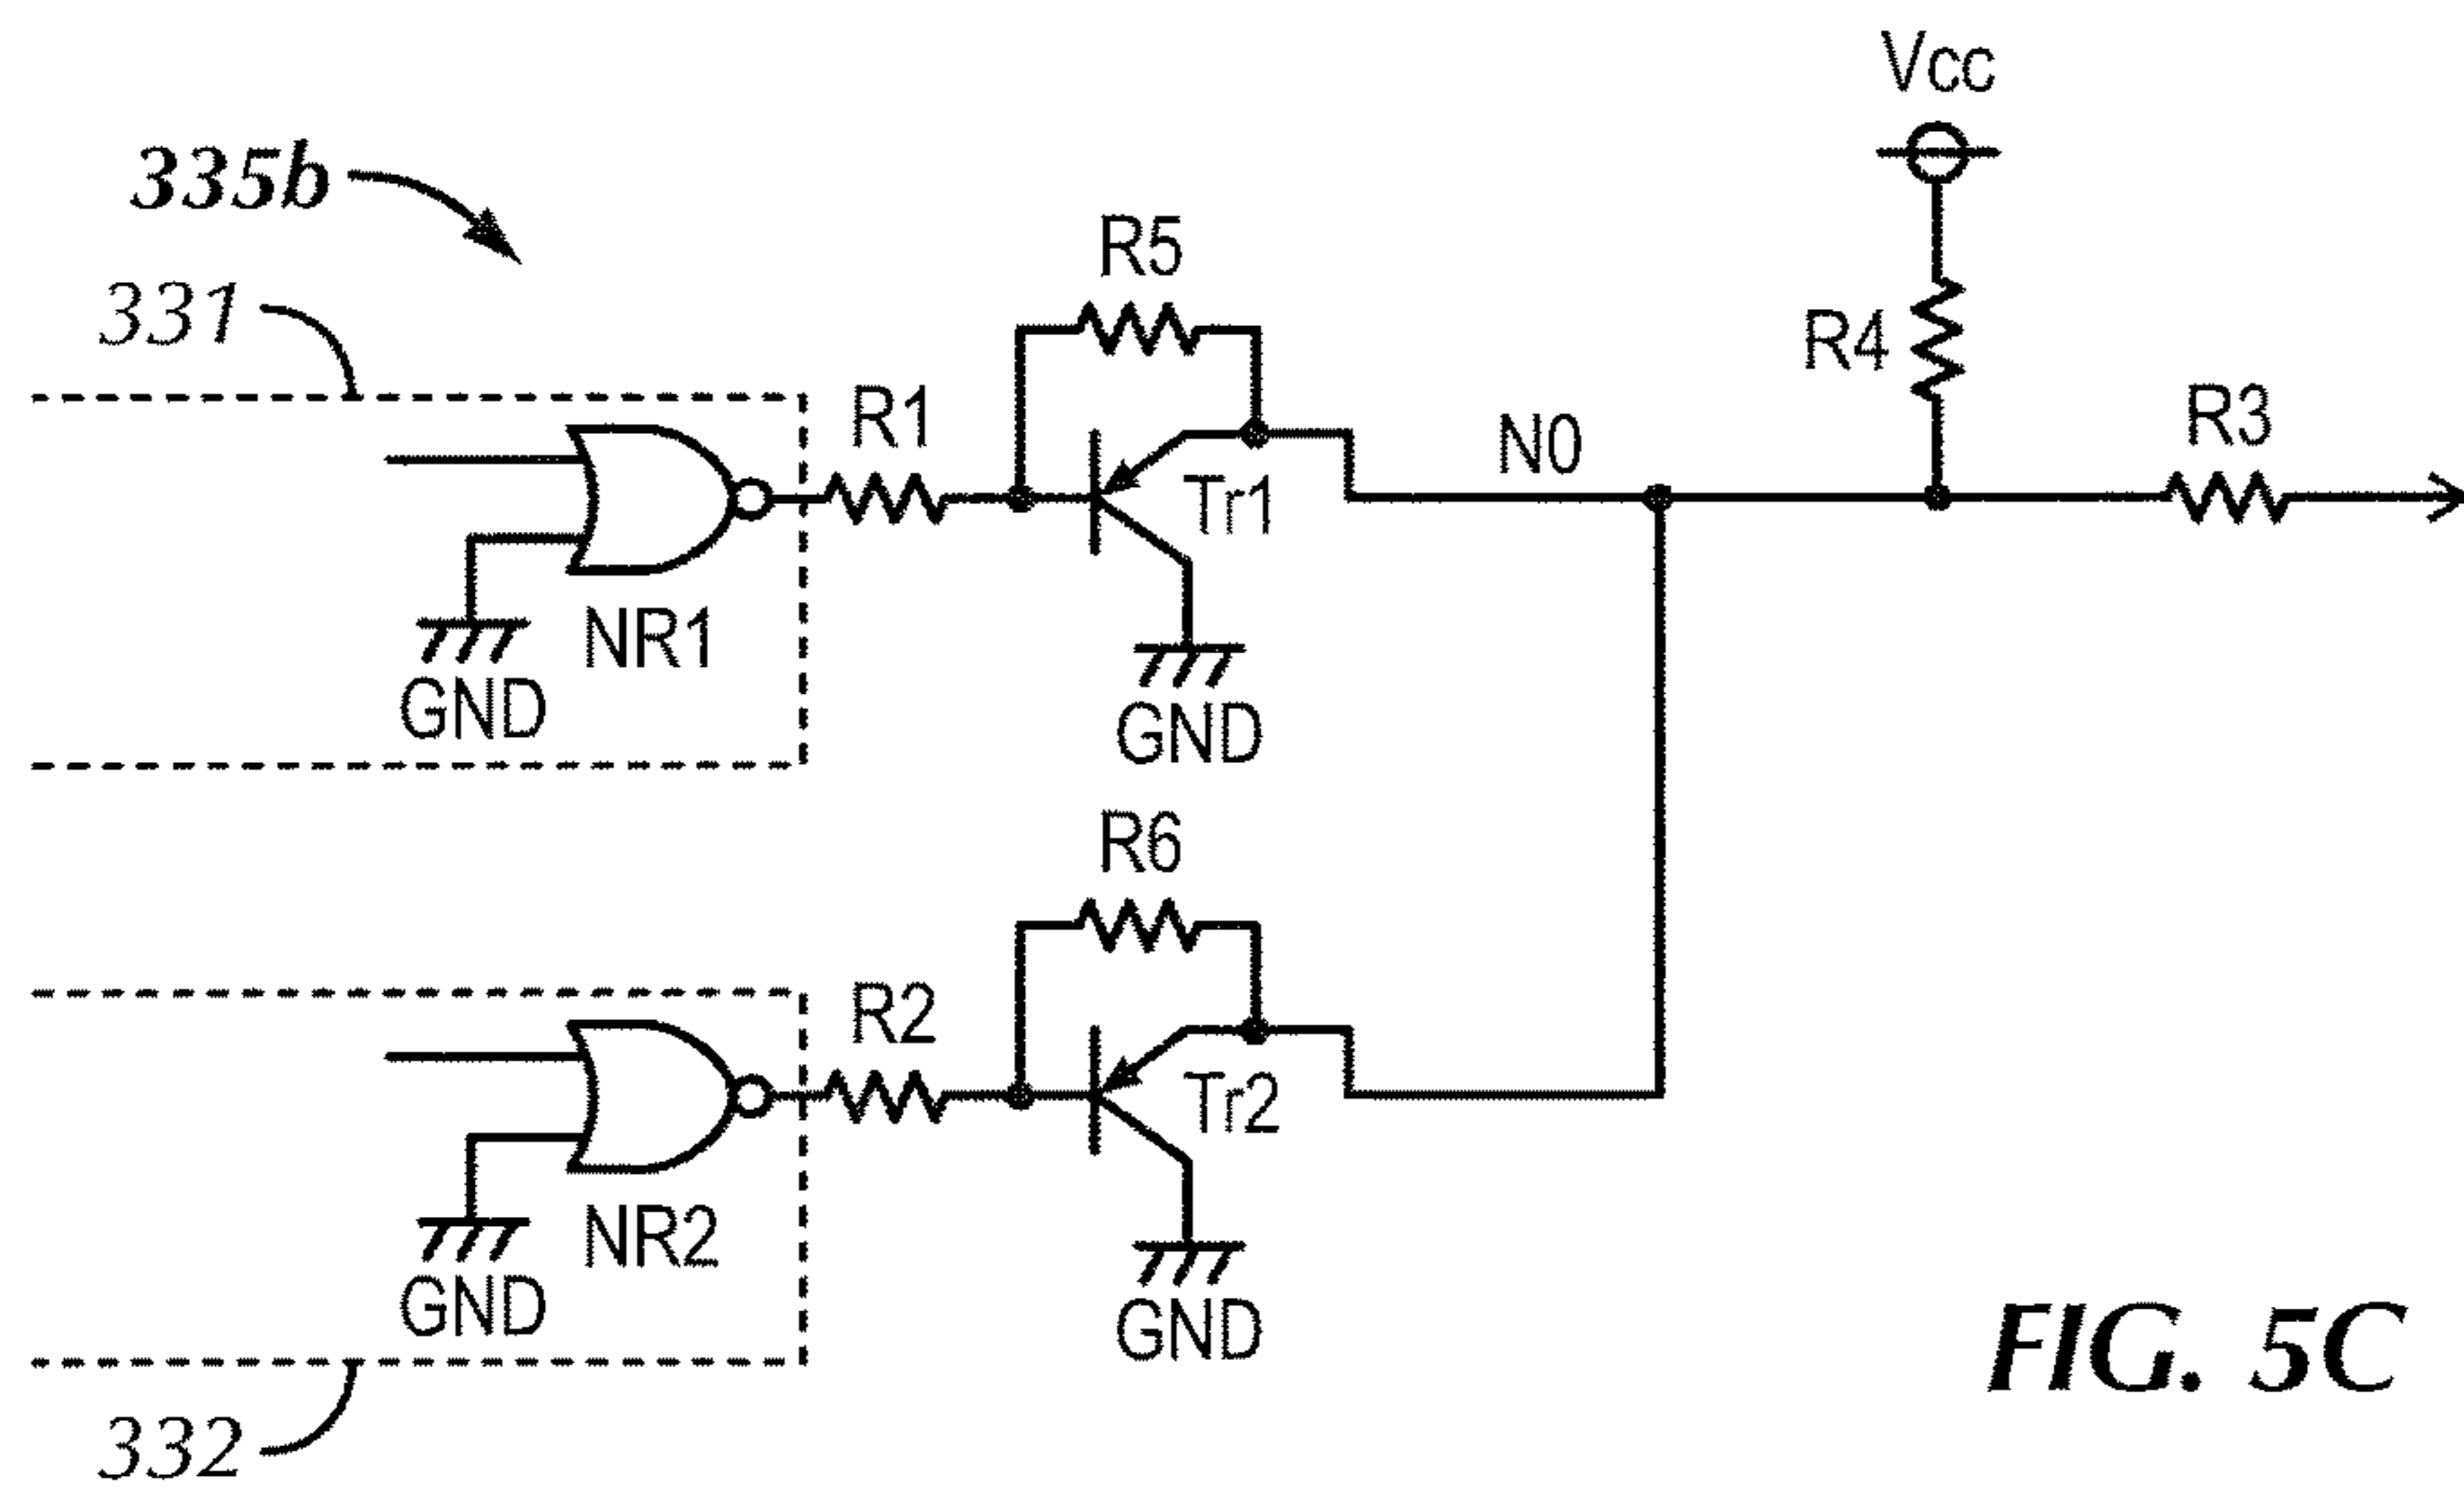 Vcc
335b
R5
331
R4
R1
R3
N0
Tr1
NR1
GND
GND
R6
R2
Tr2
NR2
GND
GND
FIG. 5C
332